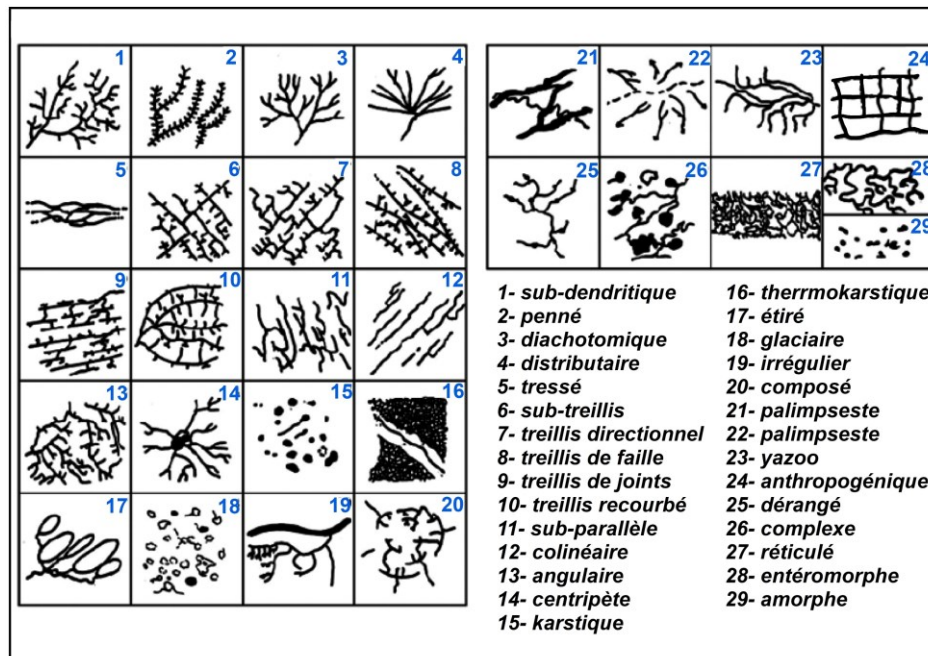 1 2 3 4
5 6 7 8
9 10 11 12
13 14 15 16
17 18 19 20
21 22 23 24
25 26 27 28
29
1- sub-dendritique
2- penné
3- diachotomique
4- distributaire
5- tressé
6- sub-treillis
7- treillis directionnel
8- treillis de faille
9- treillis de joints
10- treillis recourbé
11- sub-parallèle
12- colinéaire
13- angulaire
14- centripète
15- karstique
16- therrmokarstique
17- étiré
18- glaciaire
19- irrégulier
20- composé
21- palimpseste
22- palimpseste
23- yazoo
24- anthropogénique
25- dérangé
26- complexe
27- réticulé
28- entéromorphe
29- amorphe